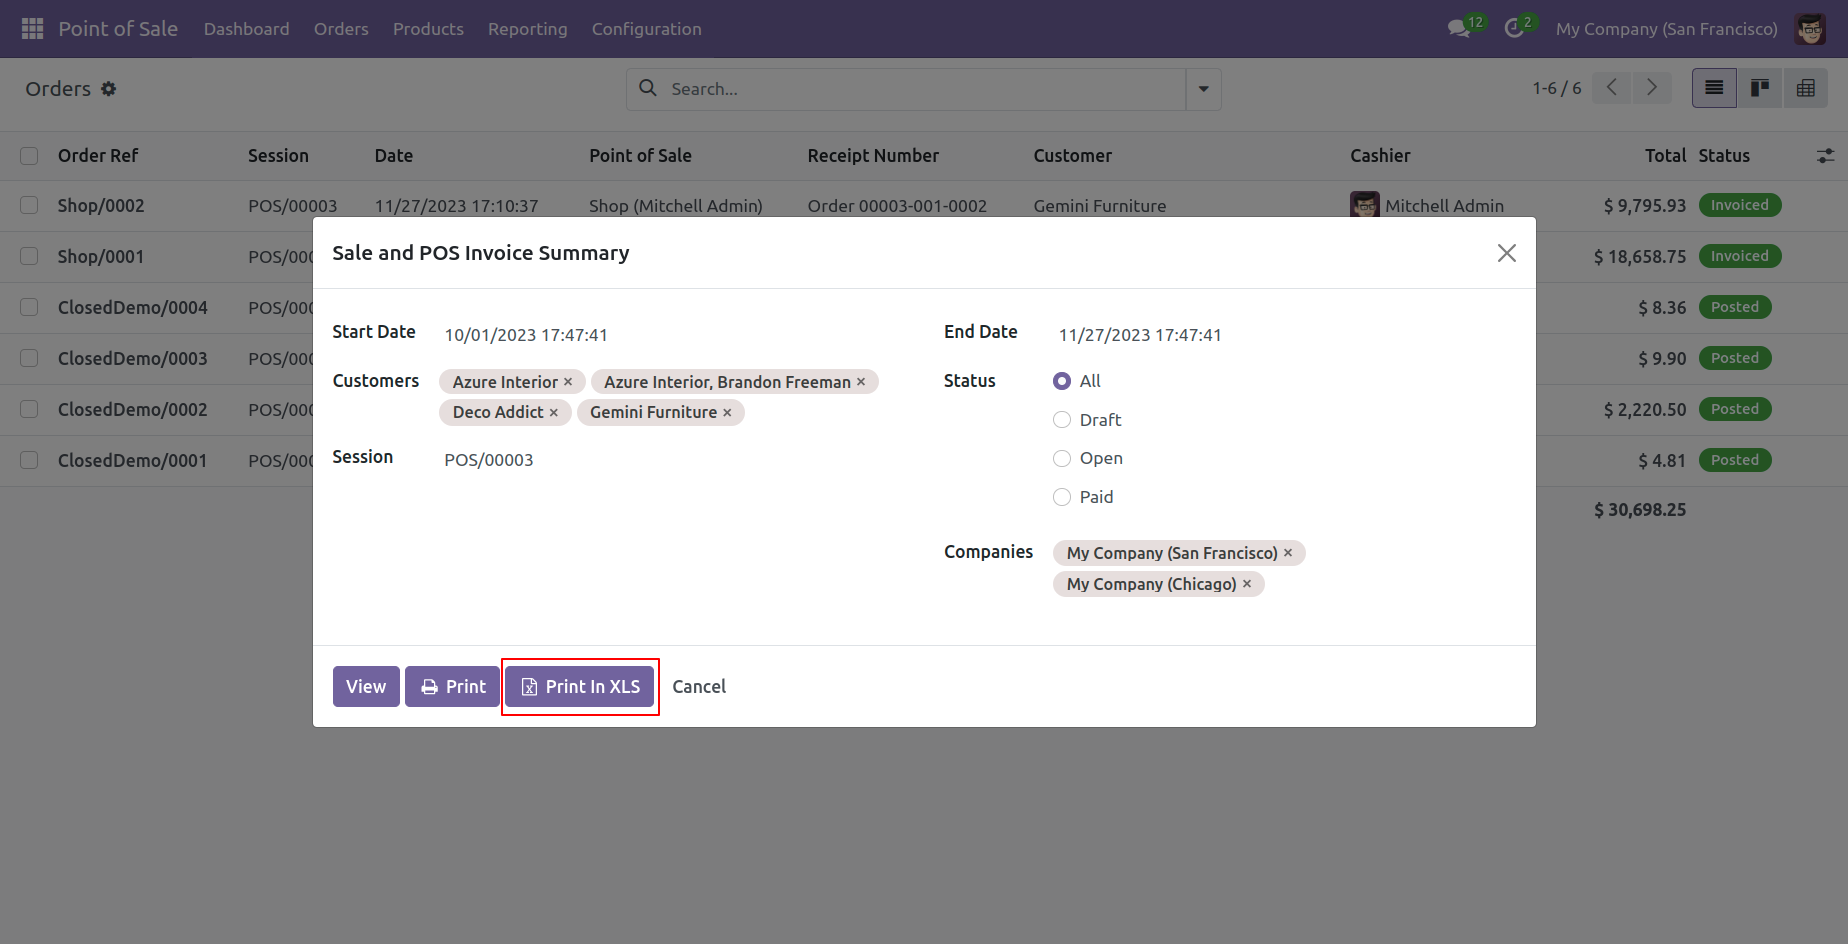 Point of Sale Dashboard Orders Products Reporting Configuration 12 2 My Company (San Francisco)
Orders Search... 1-6 / 6
Order Ref Session Date Point of Sale Receipt Number Customer Cashier Total Status
Shop/0002 POS/00003 11/27/2023 17:10:37 Shop (Mitchell Admin) Order 00003-001-0002 Gemini Furniture Mitchell Admin $ 9,795.93 Invoiced
Shop/0001 POS/000 $ 18,658.75 Invoiced
ClosedDemo/0004 POS/000 $ 8.36 Posted
ClosedDemo/0003 POS/000 $ 9.90 Posted
ClosedDemo/0002 POS/000 $ 2,220.50 Posted
ClosedDemo/0001 POS/000 $ 4.81 Posted
$ 30,698.25
Sale and POS Invoice Summary
Start Date 10/01/2023 17:47:41
Customers Azure Interior × Azure Interior, Brandon Freeman ×
Deco Addict × Gemini Furniture ×
Session POS/00003
End Date 11/27/2023 17:47:41
Status All
Draft
Open
Paid
Companies My Company (San Francisco) ×
My Company (Chicago) ×
View Print Print In XLS Cancel